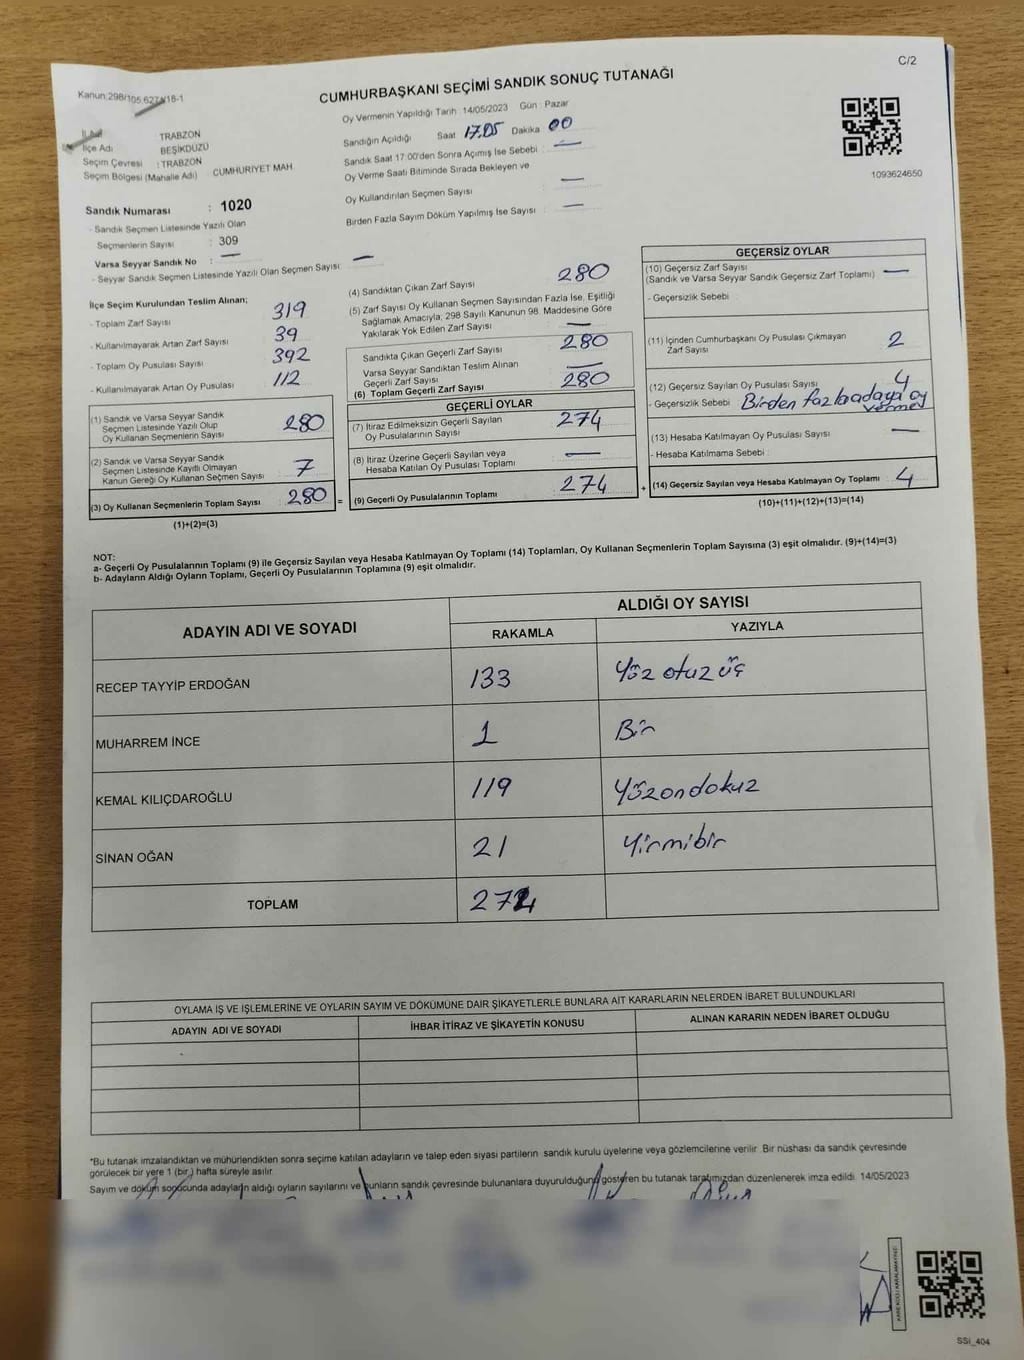 C/2
Kanun:298/105,627/V18-1
CUMHURBAŞKANI SEÇİMİ SANDIK SONUÇ TUTANAĞI
Oy Vermenin Yapıldığı Tarih : 14/05/2023 Gün : Pazar
İl Adı TRABZON
İlçe Adı BEŞİKDÜZÜ
Seçim Çevresi : TRABZON
Seçim Bölgesi (Mahalle Adı) CUMHURİYET MAH.
Sandığın Açıldığı Saat 17.05 Dakika 00
Sandık Saat 17:00'den Sonra Açımış İse Sebebi : —
Oy Verme Saati Bitiminde Sırada Bekleyen ve
Oy Kullandırılan Seçmen Sayısı —
Birden Fazla Sayım Döküm Yapılmış İse Sayısı —
1093624650
Sandık Numarası : 1020
- Sandık Seçmen Listesinde Yazılı Olan
Seçmenlerin Sayısı : 309
Varsa Seyyar Sandık No : —
- Seyyar Sandık Seçmen Listesinde Yazılı Olan Seçmen Sayısı: —
İlçe Seçim Kurulundan Teslim Alınan;
- Toplam Zarf Sayısı 319
- Kullanılmayarak Artan Zarf Sayısı 39
- Toplam Oy Pusulası Sayısı 392
- Kullanılmayarak Artan Oy Pusulası 112
(1) Sandık ve Varsa Seyyar Sandık
Seçmen Listesinde Yazılı Olup
Oy Kullanan Seçmenlerin Sayısı 280
(2) Sandık ve Varsa Seyyar Sandık
Seçmen Listesinde Kayıtlı Olmayan
Kanun Gereği Oy Kullanan Seçmen Sayısı 7
(3) Oy Kullanan Seçmenlerin Toplam Sayısı 280 =
(1)+(2)=(3)
(4) Sandıktan Çıkan Zarf Sayısı 280
(5) Zarf Sayısı Oy Kullanan Seçmen Sayısından Fazla İse, Eşitliği
Sağlamak Amacıyla, 298 Sayılı Kanunun 98. Maddesine Göre
Yakılarak Yok Edilen Zarf Sayısı —
Sandıkta Çıkan Geçerli Zarf Sayısı 280
Varsa Seyyar Sandıktan Teslim Alınan
Geçerli Zarf Sayısı —
(6) Toplam Geçerli Zarf Sayısı 280
GEÇERLİ OYLAR
(7) İtiraz Edilmeksizin Geçerli Sayılan
Oy Pusulalarının Sayısı 274
(8) İtiraz Üzerine Geçerli Sayılan veya
Hesaba Katılan Oy Pusulası Toplamı —
(9) Geçerli Oy Pusulalarının Toplamı 274 +
GEÇERSİZ OYLAR
(10) Geçersiz Zarf Sayısı
(Sandık ve Varsa Seyyar Sandık Geçersiz Zarf Toplamı) —
- Geçersizlik Sebebi
(11) İçinden Cumhurbaşkanı Oy Pusulası Çıkmayan
Zarf Sayısı 2
(12) Geçersiz Sayılan Oy Pusulası Sayısı 4
- Geçersizlik Sebebi : Birden fazla adaya oy
verme
(13) Hesaba Katılmayan Oy Pusulası Sayısı —
- Hesaba Katılmama Sebebi :
(14) Geçersiz Sayılan veya Hesaba Katılmayan Oy Toplamı 4
(10)+(11)+(12)+(13)=(14)
NOT:
a- Geçerli Oy Pusulalarının Toplamı (9) ile Geçersiz Sayılan veya Hesaba Katılmayan Oy Toplamı (14) Toplamları, Oy Kullanan Seçmenlerin Toplam Sayısına (3) eşit olmalıdır. (9)+(14)=(3)
b- Adayların Aldığı Oyların Toplamı, Geçerli Oy Pusulalarının Toplamına (9) eşit olmalıdır.
ADAYIN ADI VE SOYADI ALDIĞI OY SAYISI
RAKAMLA YAZIYLA
RECEP TAYYİP ERDOĞAN 133 Yüz otuz üç
MUHARREM İNCE 1 Bir
KEMAL KILIÇDAROĞLU 119 Yüzondokuz
SİNAN OĞAN 21 Yirmibir
TOPLAM 274
OYLAMA İŞ VE İŞLEMLERİNE VE OYLARIN SAYIM VE DÖKÜMÜNE DAİR ŞİKAYETLERLE BUNLARA AİT KARARLARIN NELERDEN İBARET BULUNDUKLARI
ADAYIN ADI VE SOYADI İHBAR İTİRAZ VE ŞİKAYETİN KONUSU ALINAN KARARIN NEDEN İBARET OLDUĞU
*Bu tutanak imzalandıktan ve mühürlendikten sonra seçime katılan adayların ve talep eden siyasi partilerin sandık kurulu üyelerine veya gözlemcilerine verilir. Bir nüshası da sandık çevresinde
görülecek bir yere 1 (bir) hafta süreyle asılır.
Sayım ve döküm sonucunda adayların aldığı oyların sayılarını ve bunların sandık çevresinde bulunanlara duyurulduğunu gösteren bu tutanak tarafımızdan düzenlenerek imza edildi. 14/05/2023
SSİ_404